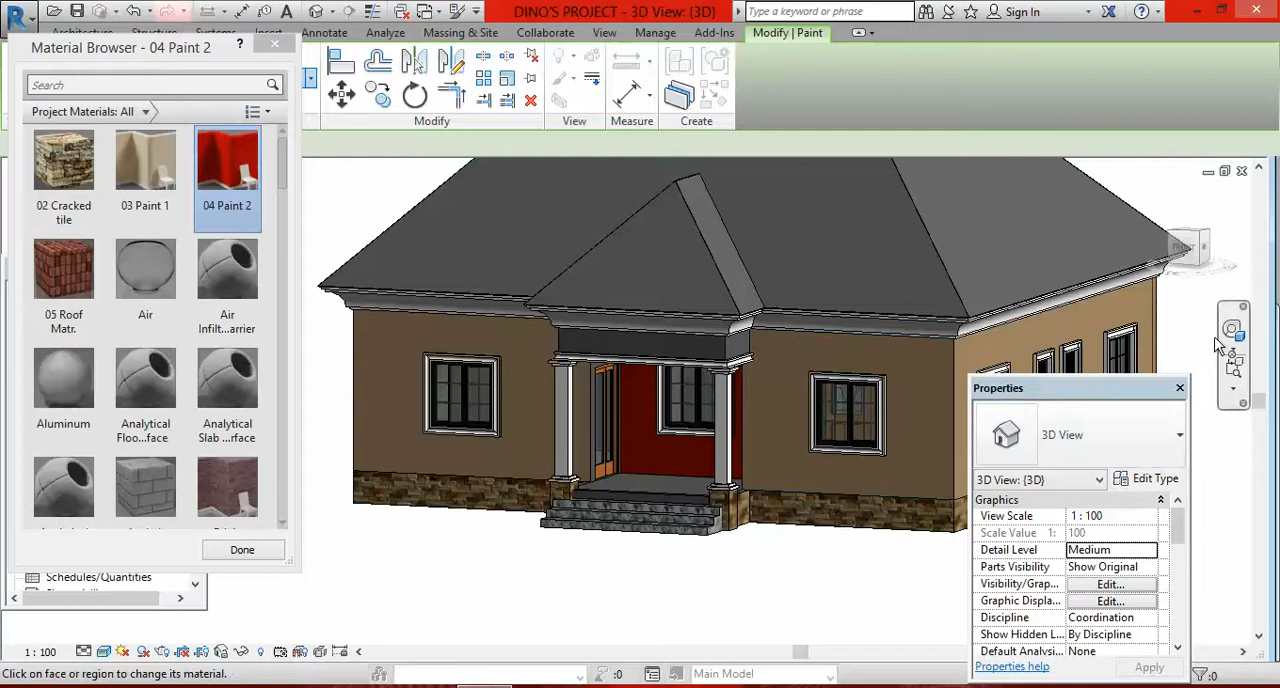 DINO'S PROJECT - 3D View: {3D}
Type a keyword or phrase
Sign In
Annotate
Analyze
Massing & Site
Collaborate
View
Manage
Add-Ins
Modify | Paint
Material Browser - 04 Paint 2
?
Search
Project Materials: All
02 Cracked tile
03 Paint 1
04 Paint 2
05 Roof Matr.
Air
Air Infilt...arrier
Aluminum
Analytical Floo...face
Analytical Slab ...rface
Done
Modify
View
Measure
Create
FRONT
Properties
3D View
3D View: {3D}
Edit Type
Graphics
View Scale
1 : 100
Scale Value 1:
100
Detail Level
Medium
Parts Visibility
Show Original
Visibility/Grap...
Edit...
Graphic Displa...
Edit...
Discipline
Coordination
Show Hidden L...
By Discipline
Default Analysi...
None
Properties help
Apply
Schedules/Quantities
1 : 100
Click on face or region to change its material.
:0
Main Model
:0